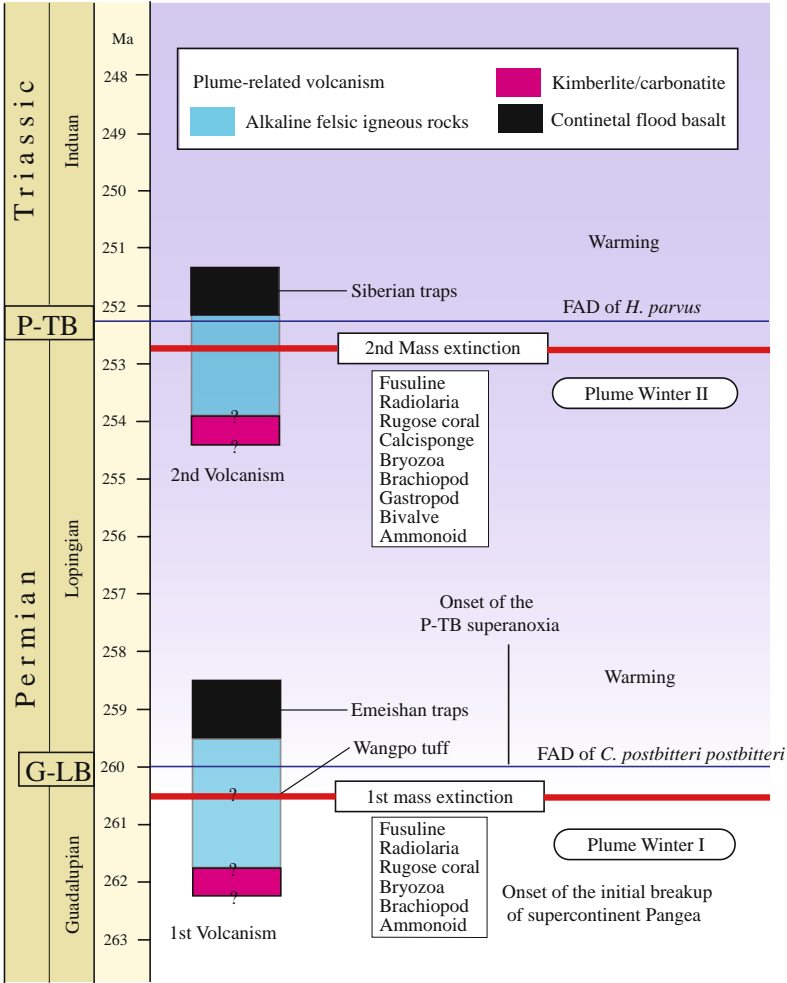 Ma
248
249
250
251
252
253
254
255
256
257
258
259
260
261
262
263
Triassic
Induan
P-TB
Permian
Lopingian
G-LB
Guadalupian
Plume-related volcanism
Kimberlite/carbonatite
Alkaline felsic igneous rocks
Continetal flood basalt
Warming
Siberian traps
FAD of H. parvus
2nd Mass extinction
Plume Winter II
Fusuline
Radiolaria
Rugose coral
Calcisponge
Bryozoa
Brachiopod
Gastropod
Bivalve
Ammonoid
?
?
2nd Volcanism
Onset of the
P-TB superanoxia
Warming
Emeishan traps
Wangpo tuff
FAD of C. postbitteri postbitteri
?
1st mass extinction
Fusuline
Radiolaria
Rugose coral
Bryozoa
Brachiopod
Ammonoid
Plume Winter I
?
?
1st Volcanism
Onset of the initial breakup
of supercontinent Pangea